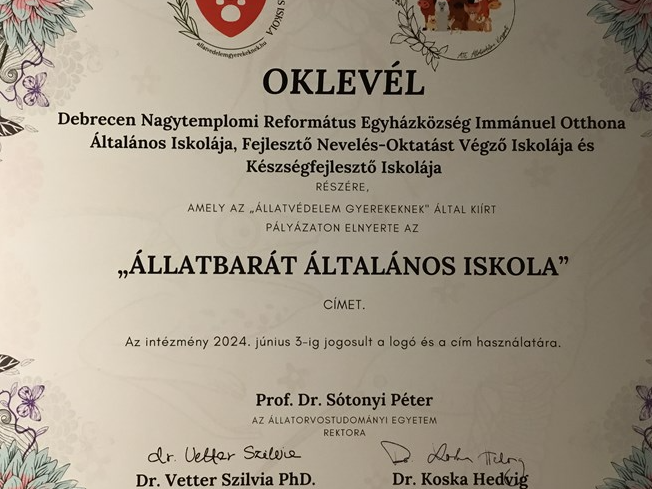 S ISKOLA
allatvedelemgyerekeknek.hu
OKLEVÉL
Debrecen Nagytemplomi Református Egyházközség Immánuel Otthona
Általános Iskolája, Fejlesztő Nevelés-Oktatást Végző Iskolája és
Készségfejlesztő Iskolája
RÉSZÉRE,
AMELY AZ „ÁLLATVÉDELEM GYEREKEKNEK" ÁLTAL KIÍRT
PÁLYÁZATON ELNYERTE AZ
„ÁLLATBARÁT ÁLTALÁNOS ISKOLA”
CÍMET.
Az intézmény 2024. június 3-ig jogosult a logó és a cím használatára.
Prof. Dr. Sótonyi Péter
AZ ÁLLATORVOSTUDOMÁNYI EGYETEM
REKTORA
dr. Vetter Szilvia
Dr. Vetter Szilvia PhD.
Dr. Koska Hedvig